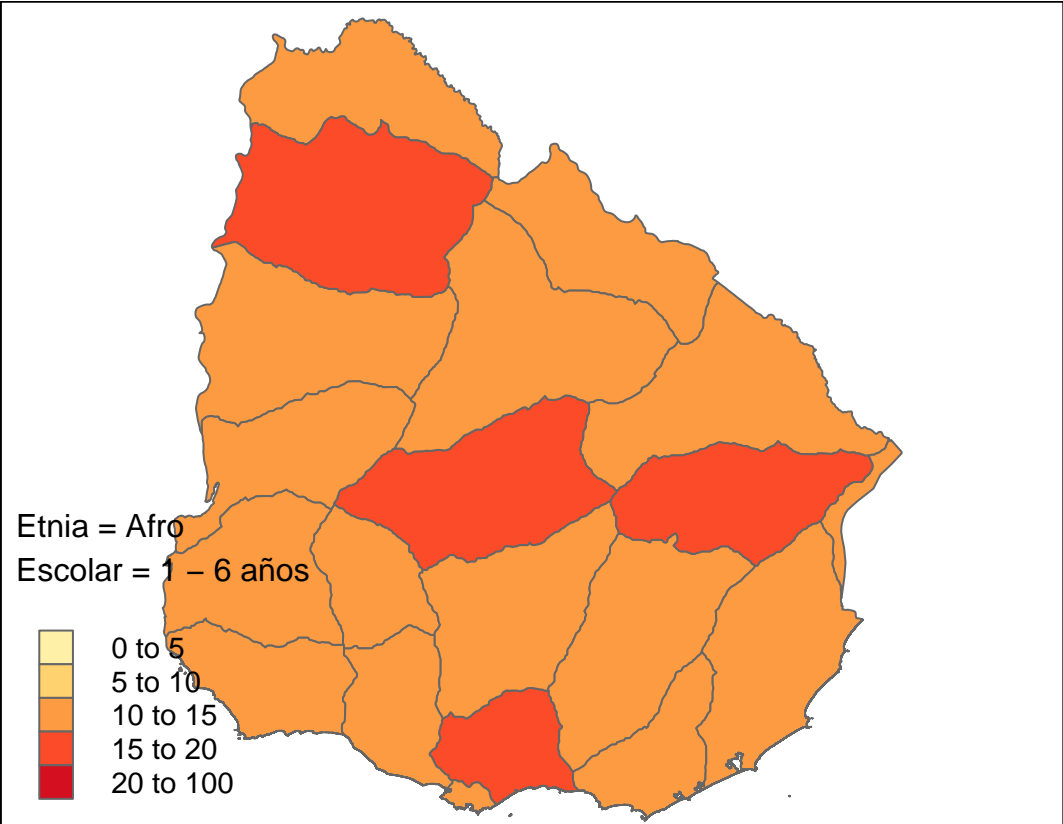 Etnia = Afro
Escolar = 1 – 6 años
0 to 5
5 to 10
10 to 15
15 to 20
20 to 100